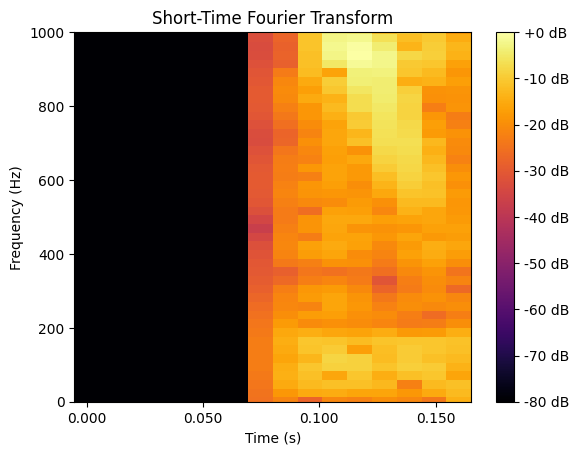 Short-Time Fourier Transform
Frequency (Hz)
1000
800
600
400
200
0
0.000
0.050
0.100
0.150
Time (s)
+0 dB
-10 dB
-20 dB
-30 dB
-40 dB
-50 dB
-60 dB
-70 dB
-80 dB